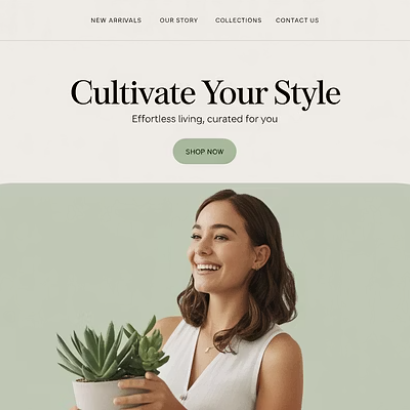 NEW ARRIVALS OUR STORY COLLECTIONS CONTACT US
Cultivate Your Style
Effortless living, curated for you
SHOP NOW